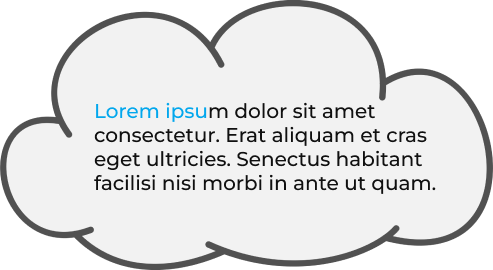 Lorem ipsum dolor sit amet
consectetur. Erat aliquam et cras
eget ultricies. Senectus habitant
facilisi nisi morbi in ante ut quam.